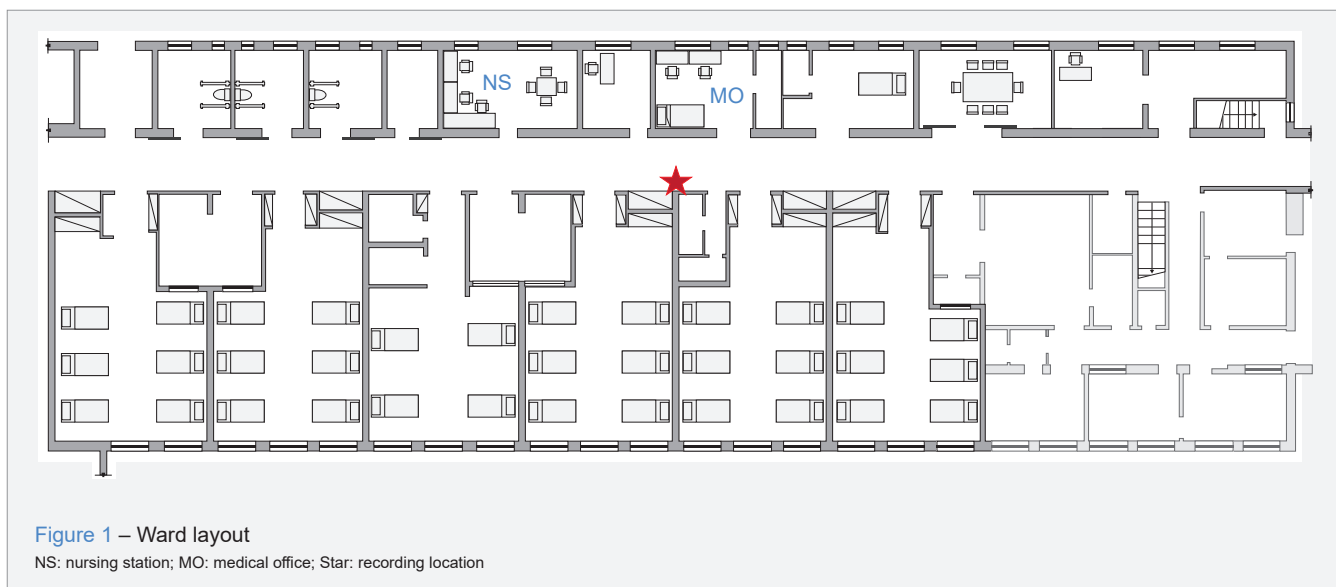 NS
MO
Figure 1 – Ward layout
NS: nursing station; MO: medical office; Star: recording location